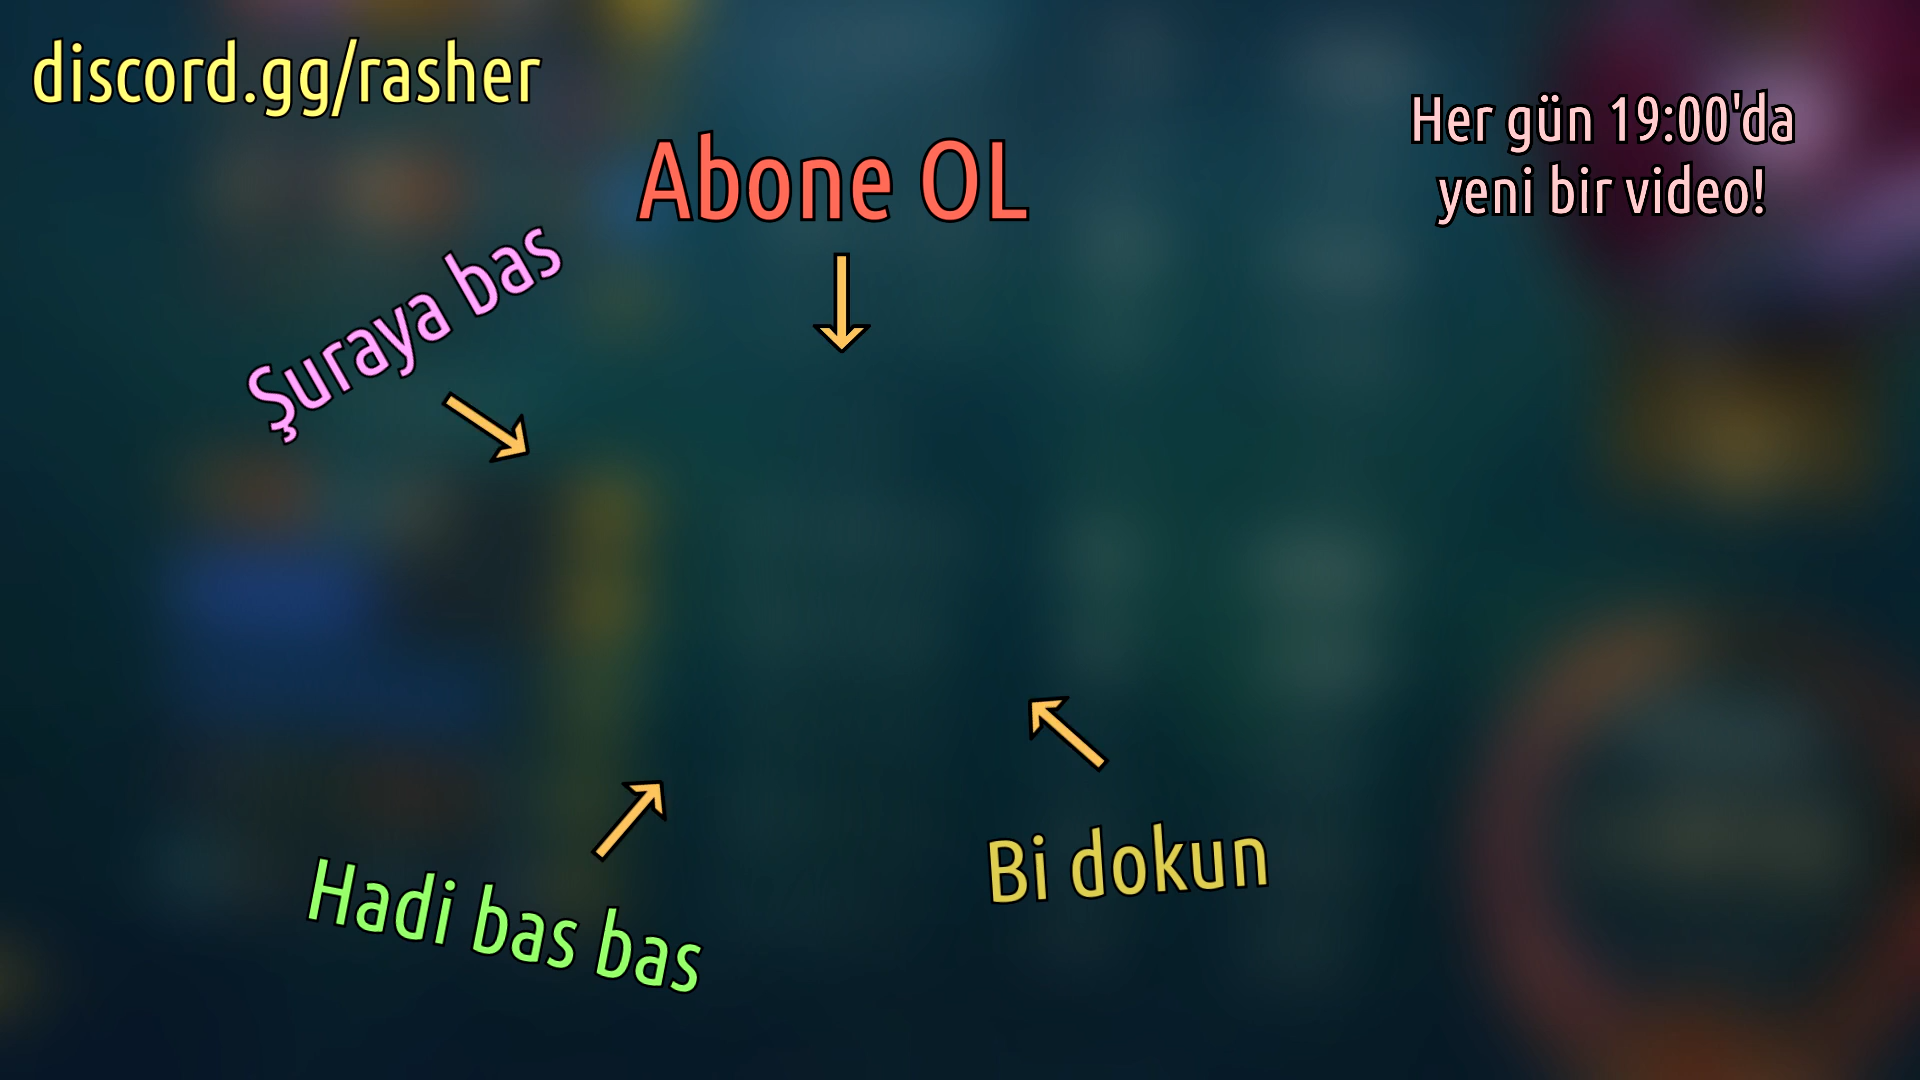 discord.gg/rasher
Her gün 19:00'da
yeni bir video!
Abone OL
Şuraya bas
Bi dokun
Hadi bas bas